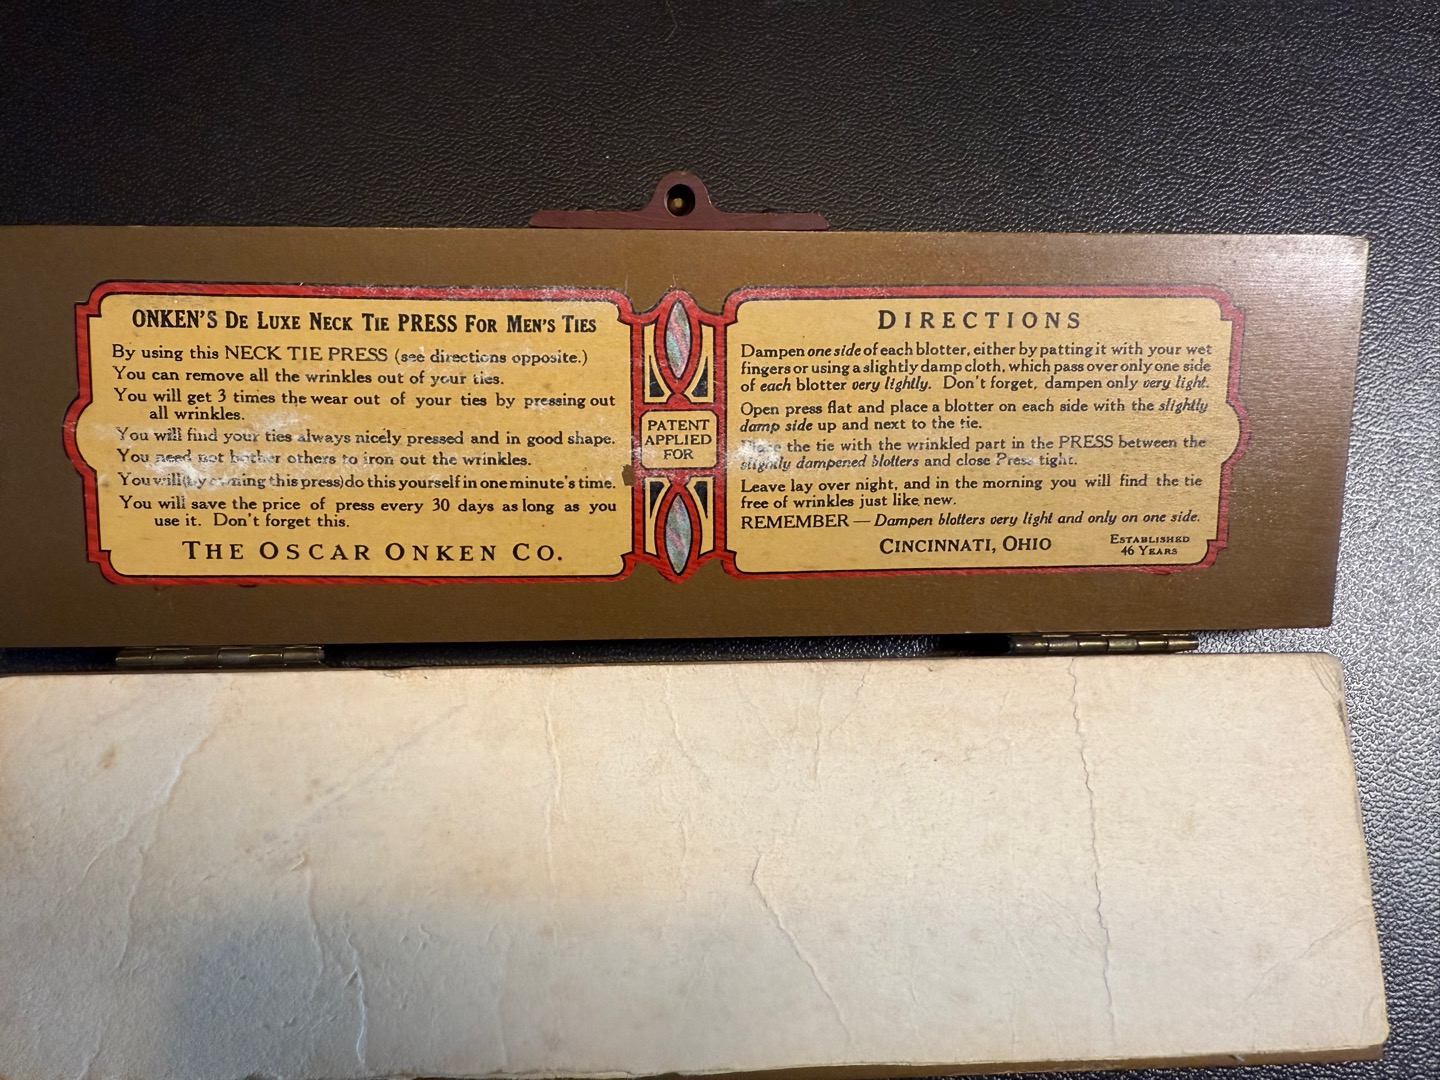 ONKEN'S DE LUXE NECK TIE PRESS FOR MEN'S TIES
By using this NECK TIE PRESS (see directions opposite.)
You can remove all the wrinkles out of your ties.
You will get 3 times the wear out of your ties by pressing out
all wrinkles.
You will find your ties always nicely pressed and in good shape.
You need not bother others to iron out the wrinkles.
You will (by owning this press) do this yourself in one minute's time.
You will save the price of press every 30 days as long as you
use it. Don't forget this.
THE OSCAR ONKEN CO.
PATENT
APPLIED
FOR
DIRECTIONS
Dampen one side of each blotter, either by patting it with your wet
fingers or using a slightly damp cloth, which pass over only one side
of each blotter very lightly. Don't forget, dampen only very light.
Open press flat and place a blotter on each side with the slightly
damp side up and next to the tie.
Place the tie with the wrinkled part in the PRESS between the
slightly dampened blotters and close Press tight.
Leave lay over night, and in the morning you will find the tie
free of wrinkles just like new.
REMEMBER — Dampen blotters very light and only on one side.
CINCINNATI, OHIO
ESTABLISHED
46 YEARS